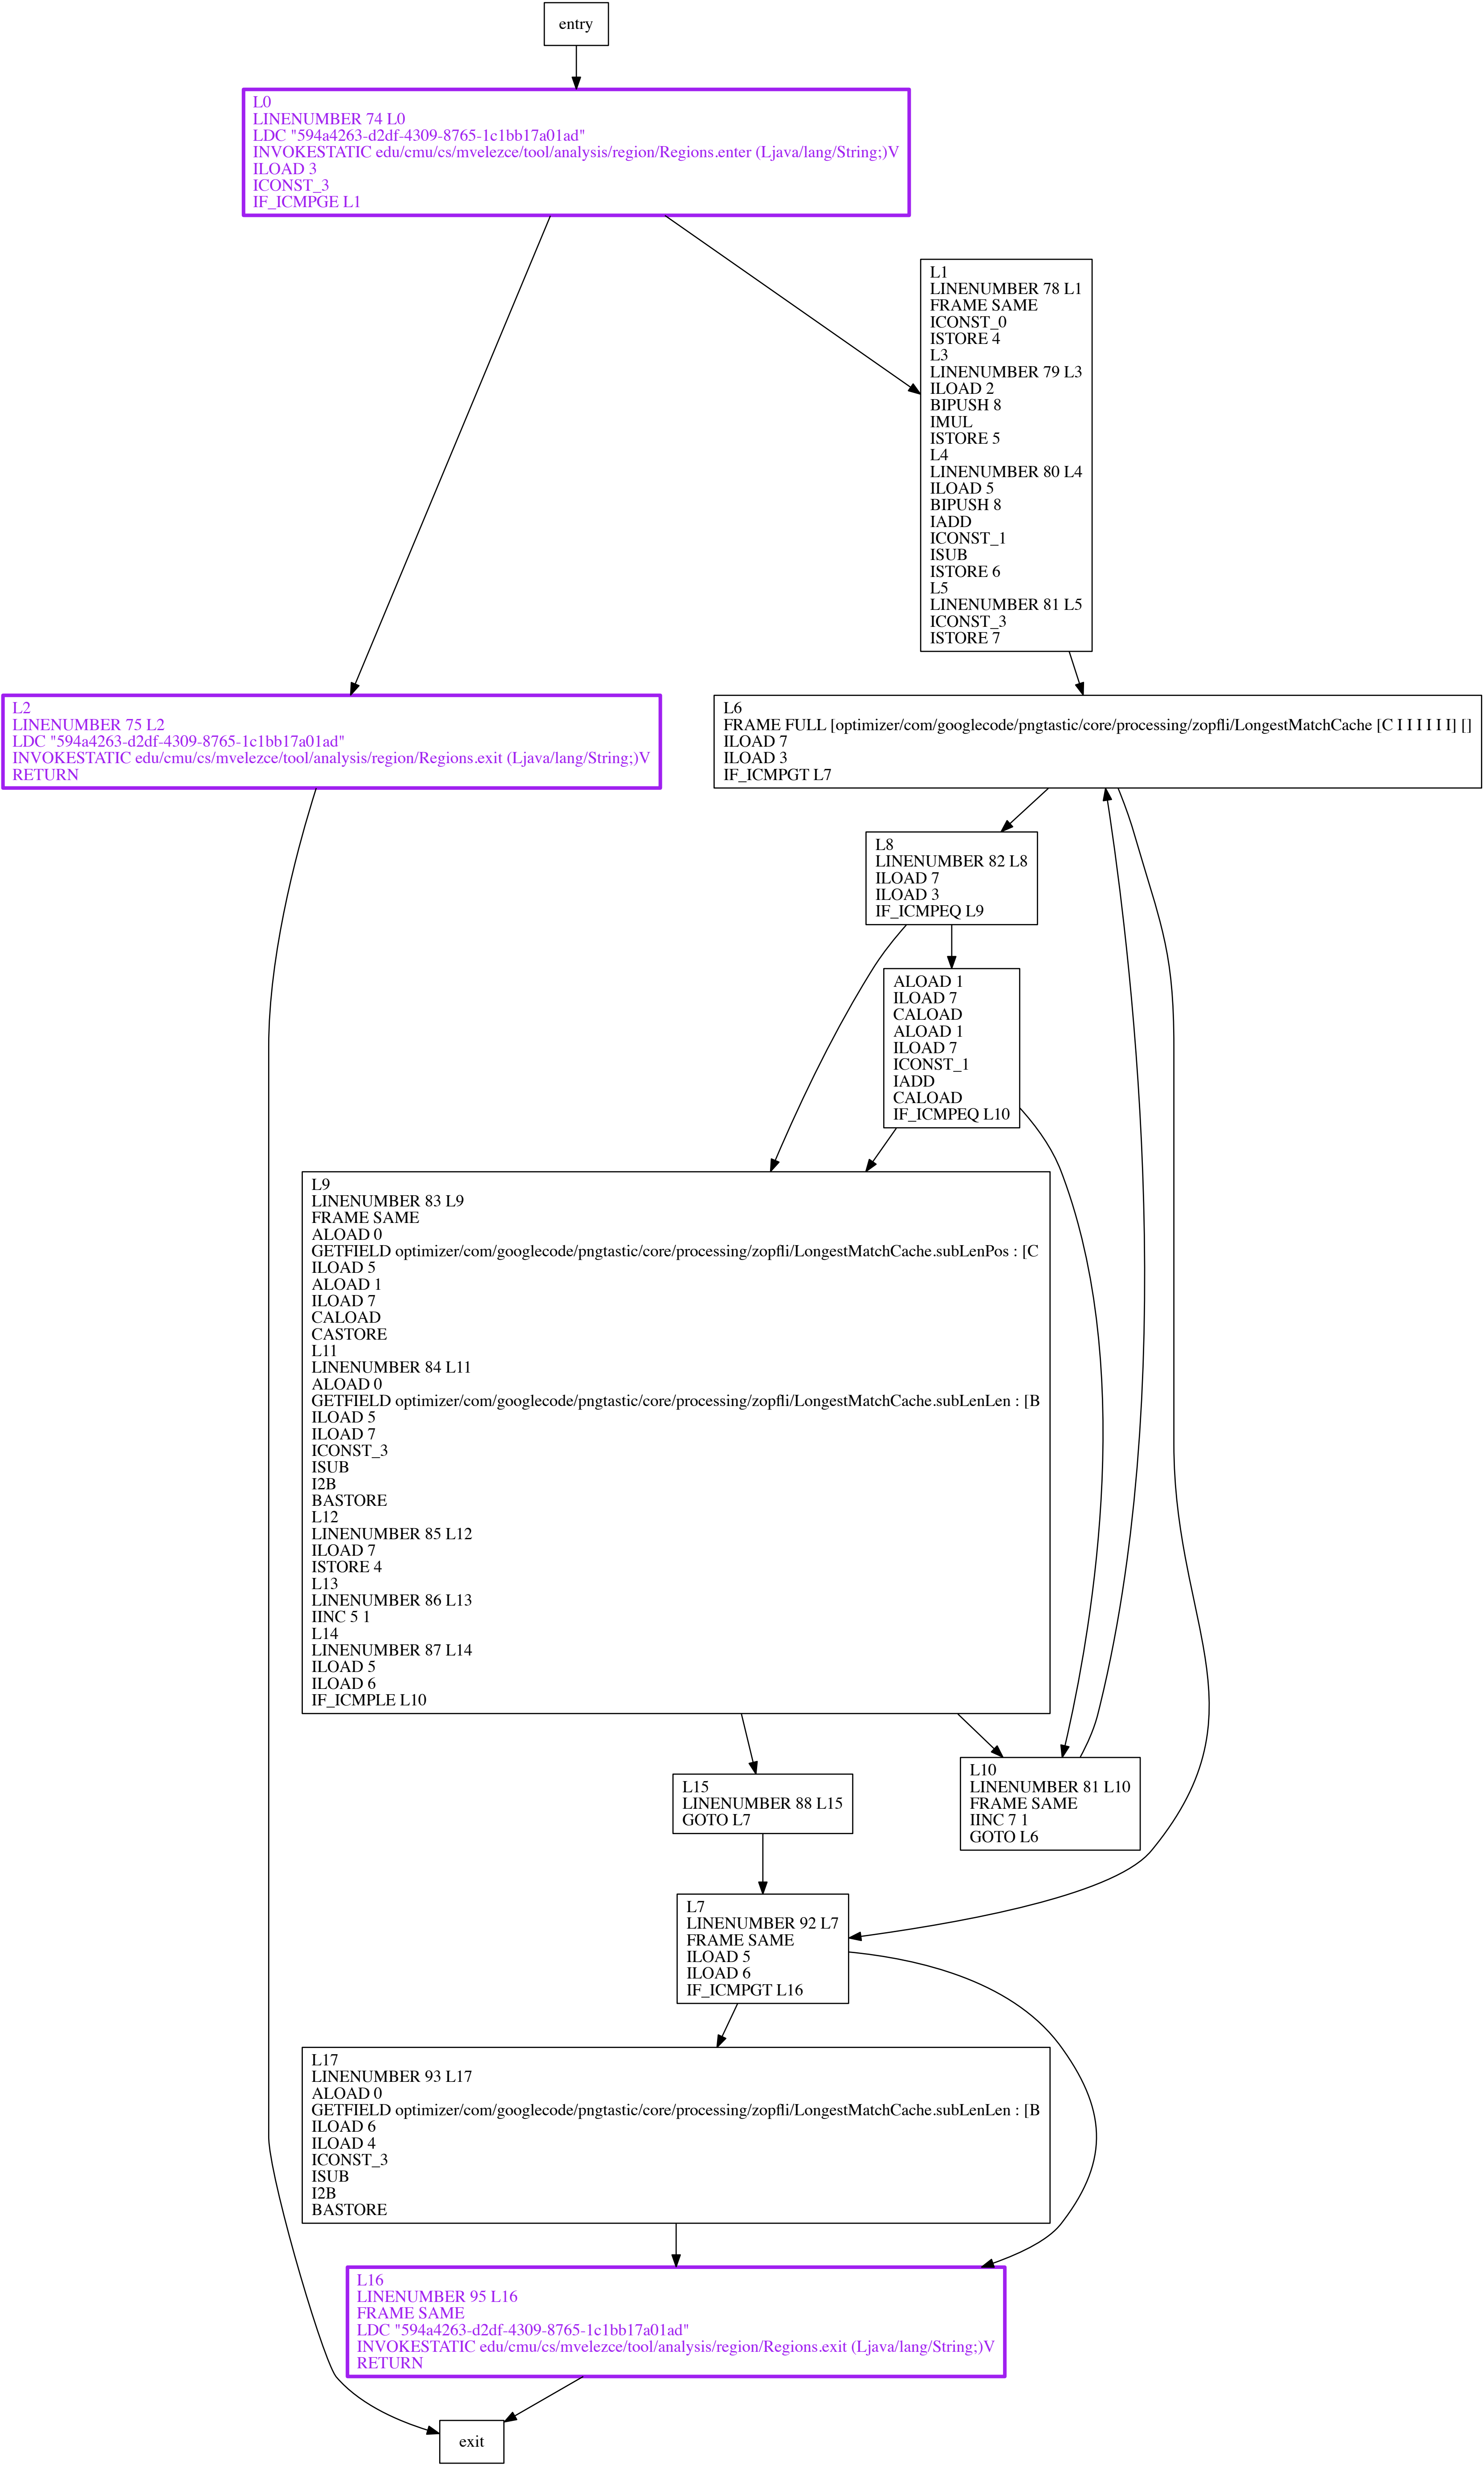 entry
L0
LINENUMBER 74 L0
LDC "594a4263-d2df-4309-8765-1c1bb17a01ad"
INVOKESTATIC edu/cmu/cs/mvelezce/tool/analysis/region/Regions.enter (Ljava/lang/String;)V
ILOAD 3
ICONST_3
IF_ICMPGE L1
L1
LINENUMBER 78 L1
FRAME SAME
ICONST_0
ISTORE 4
L3
LINENUMBER 79 L3
ILOAD 2
BIPUSH 8
IMUL
ISTORE 5
L4
LINENUMBER 80 L4
ILOAD 5
BIPUSH 8
IADD
ICONST_1
ISUB
ISTORE 6
L5
LINENUMBER 81 L5
ICONST_3
ISTORE 7
L2
LINENUMBER 75 L2
LDC "594a4263-d2df-4309-8765-1c1bb17a01ad"
INVOKESTATIC edu/cmu/cs/mvelezce/tool/analysis/region/Regions.exit (Ljava/lang/String;)V
RETURN
L6
FRAME FULL [optimizer/com/googlecode/pngtastic/core/processing/zopfli/LongestMatchCache [C I I I I I I] []
ILOAD 7
ILOAD 3
IF_ICMPGT L7
L8
LINENUMBER 82 L8
ILOAD 7
ILOAD 3
IF_ICMPEQ L9
ALOAD 1
ILOAD 7
CALOAD
ALOAD 1
ILOAD 7
ICONST_1
IADD
CALOAD
IF_ICMPEQ L10
L9
LINENUMBER 83 L9
FRAME SAME
ALOAD 0
GETFIELD optimizer/com/googlecode/pngtastic/core/processing/zopfli/LongestMatchCache.subLenPos : [C
ILOAD 5
ALOAD 1
ILOAD 7
CALOAD
CASTORE
L11
LINENUMBER 84 L11
ALOAD 0
GETFIELD optimizer/com/googlecode/pngtastic/core/processing/zopfli/LongestMatchCache.subLenLen : [B
ILOAD 5
ILOAD 7
ICONST_3
ISUB
I2B
BASTORE
L12
LINENUMBER 85 L12
ILOAD 7
ISTORE 4
L13
LINENUMBER 86 L13
IINC 5 1
L14
LINENUMBER 87 L14
ILOAD 5
ILOAD 6
IF_ICMPLE L10
L15
LINENUMBER 88 L15
GOTO L7
L10
LINENUMBER 81 L10
FRAME SAME
IINC 7 1
GOTO L6
L7
LINENUMBER 92 L7
FRAME SAME
ILOAD 5
ILOAD 6
IF_ICMPGT L16
L17
LINENUMBER 93 L17
ALOAD 0
GETFIELD optimizer/com/googlecode/pngtastic/core/processing/zopfli/LongestMatchCache.subLenLen : [B
ILOAD 6
ILOAD 4
ICONST_3
ISUB
I2B
BASTORE
L16
LINENUMBER 95 L16
FRAME SAME
LDC "594a4263-d2df-4309-8765-1c1bb17a01ad"
INVOKESTATIC edu/cmu/cs/mvelezce/tool/analysis/region/Regions.exit (Ljava/lang/String;)V
RETURN
exit